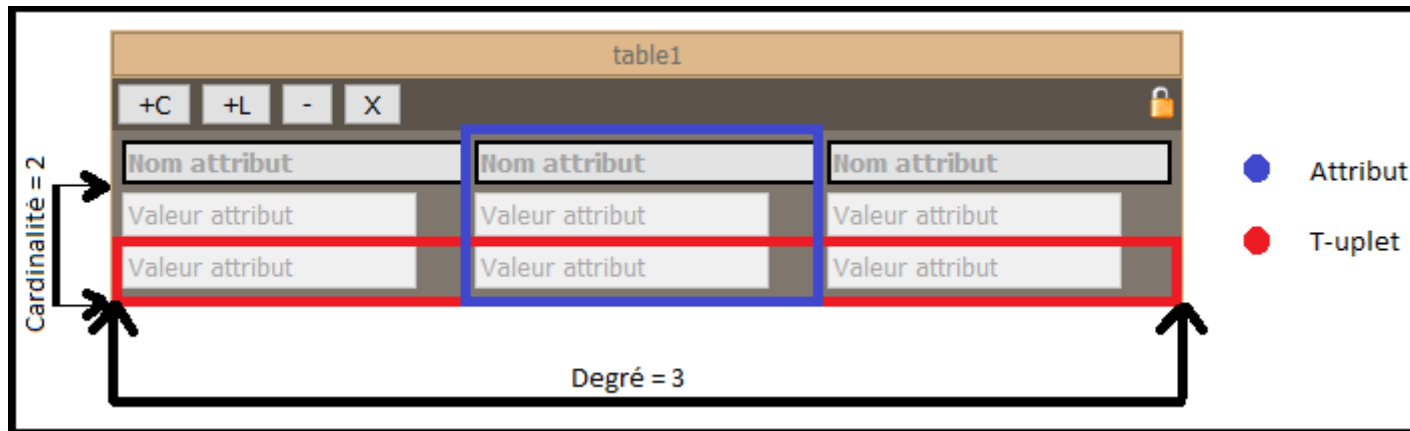 table1
+C +L - X
Nom attribut Nom attribut Nom attribut
Valeur attribut Valeur attribut Valeur attribut
Valeur attribut Valeur attribut Valeur attribut
Cardinalité = 2
Degré = 3
Attribut
T-uplet